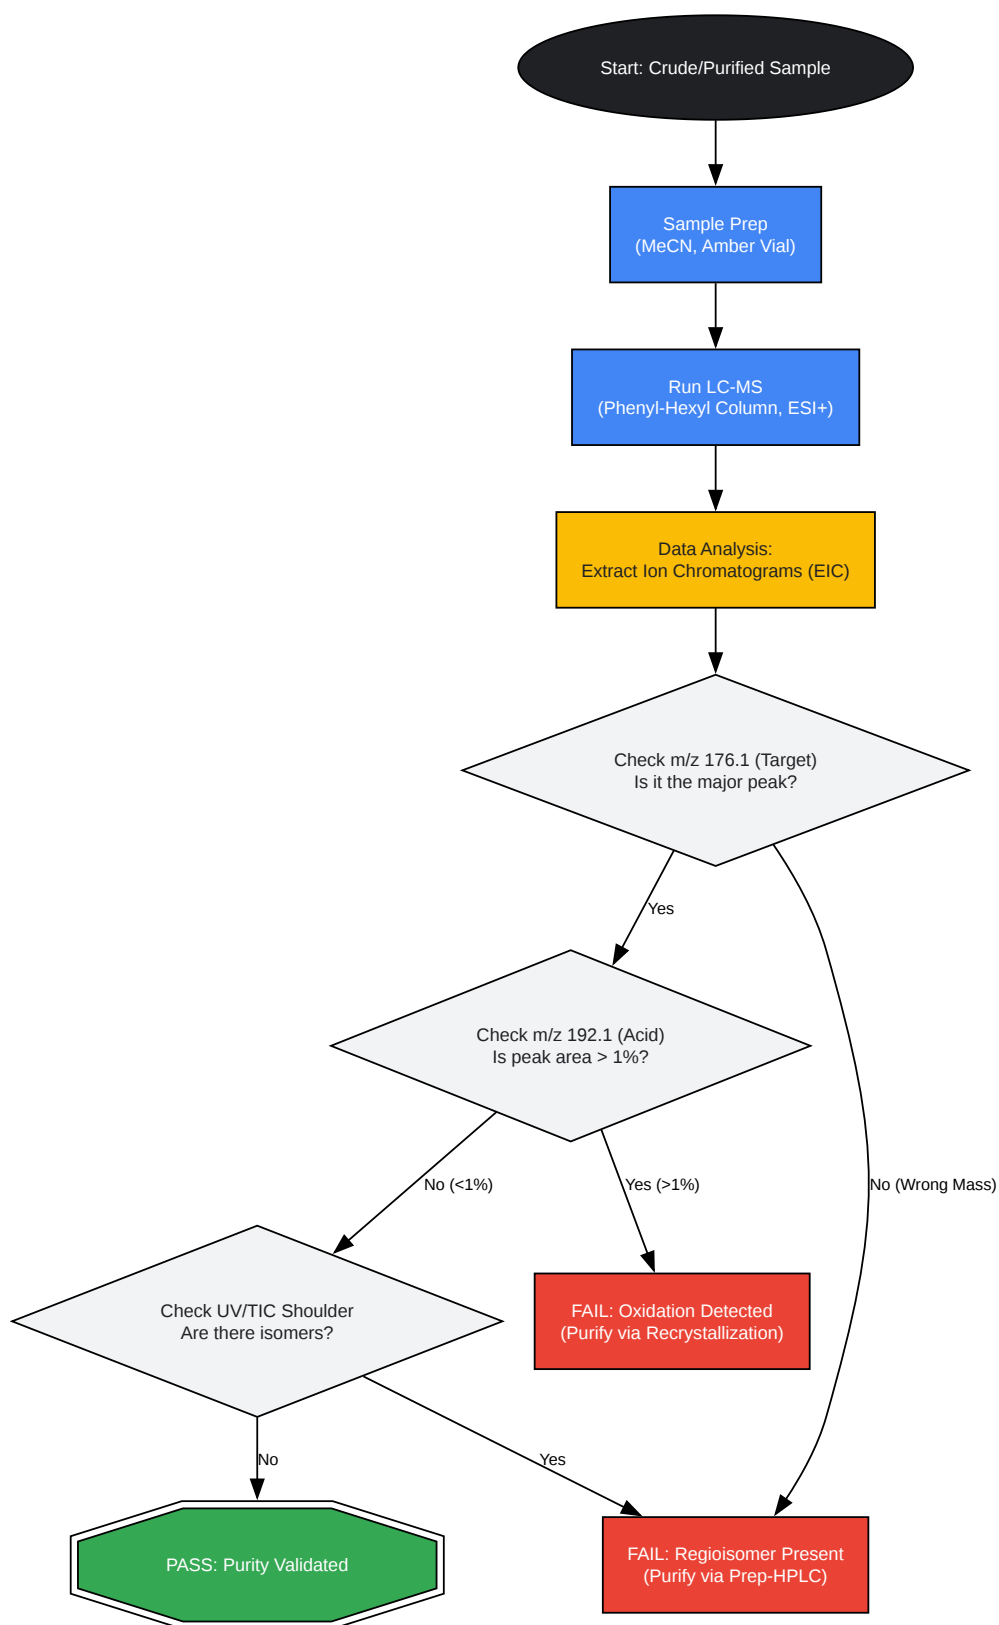 Start: Crude/Purified Sample
Sample Prep
(MeCN, Amber Vial)
Run LC-MS
(Phenyl-Hexyl Column, ESI+)
Data Analysis:
Extract Ion Chromatograms (EIC)
Check m/z 176.1 (Target)
Is it the major peak?
Yes
Check m/z 192.1 (Acid)
Is peak area > 1%?
No (<1%)
Yes (>1%)
No (Wrong Mass)
Check UV/TIC Shoulder
Are there isomers?
FAIL: Oxidation Detected
(Purify via Recrystallization)
No
Yes
PASS: Purity Validated
FAIL: Regioisomer Present
(Purify via Prep-HPLC)